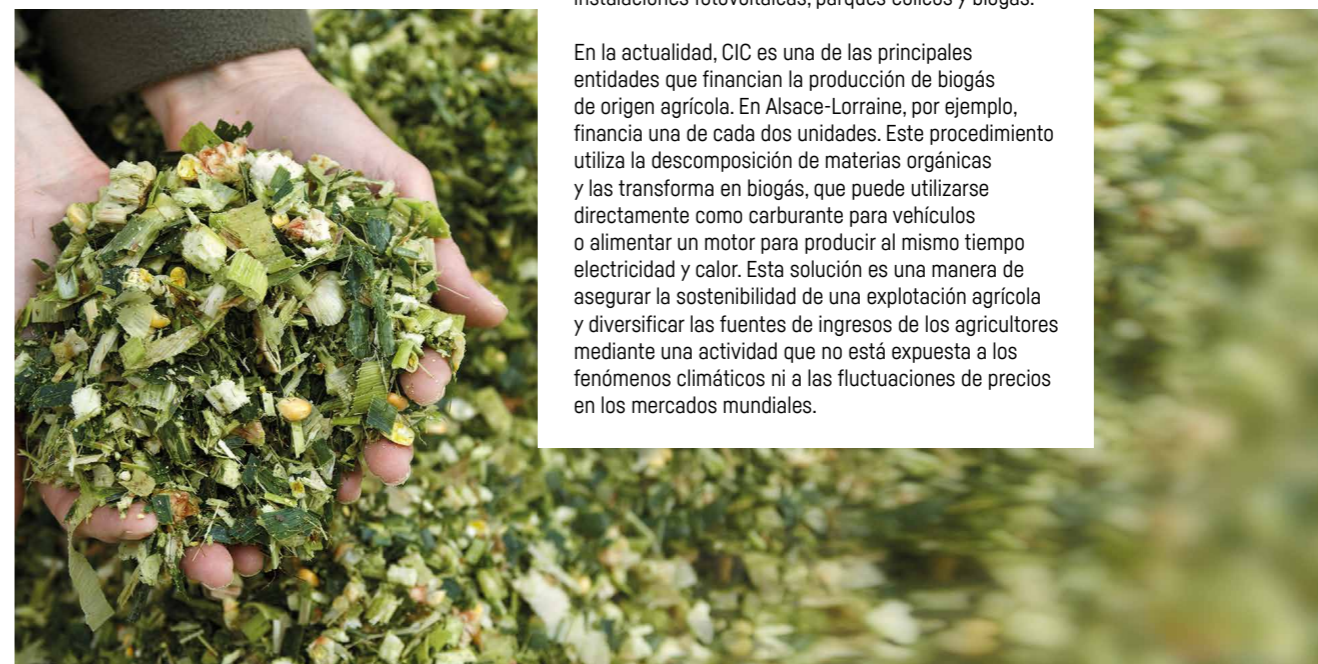 instalaciones fotovoltaicas, parques eólicos y biogás.
En la actualidad, CIC es una de las principales
entidades que financian la producción de biogás
de origen agrícola. En Alsace-Lorraine, por ejemplo,
financia una de cada dos unidades. Este procedimiento
utiliza la descomposición de materias orgánicas
y las transforma en biogás, que puede utilizarse
directamente como carburante para vehículos
o alimentar un motor para producir al mismo tiempo
electricidad y calor. Esta solución es una manera de
asegurar la sostenibilidad de una explotación agrícola
y diversificar las fuentes de ingresos de los agricultores
mediante una actividad que no está expuesta a los
fenómenos climáticos ni a las fluctuaciones de precios
en los mercados mundiales.